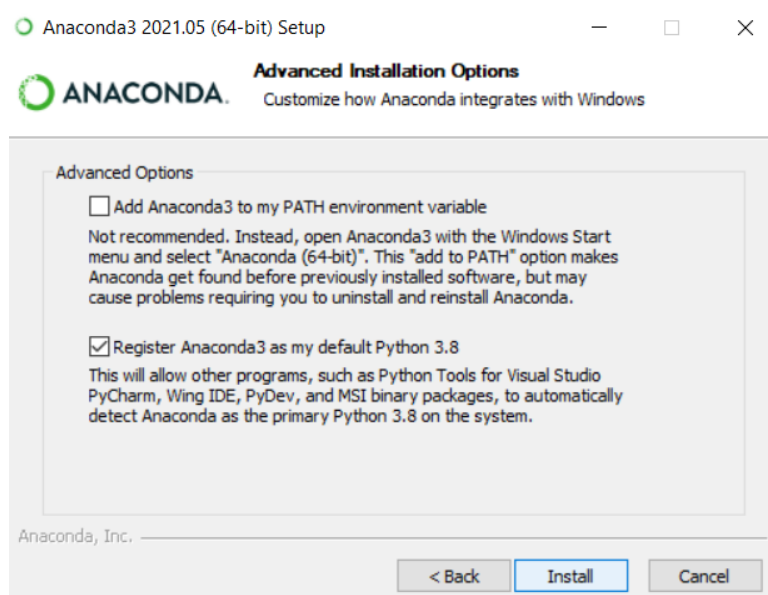 Anaconda3 2021.05 (64-bit) Setup
ANACONDA.
Advanced Installation Options
Customize how Anaconda integrates with Windows
Advanced Options
Add Anaconda3 to my PATH environment variable
Not recommended. Instead, open Anaconda3 with the Windows Start
menu and select "Anaconda (64-bit)". This "add to PATH" option makes
Anaconda get found before previously installed software, but may
cause problems requiring you to uninstall and reinstall Anaconda.
Register Anaconda3 as my default Python 3.8
This will allow other programs, such as Python Tools for Visual Studio
PyCharm, Wing IDE, PyDev, and MSI binary packages, to automatically
detect Anaconda as the primary Python 3.8 on the system.
Anaconda, Inc.
< Back Install Cancel